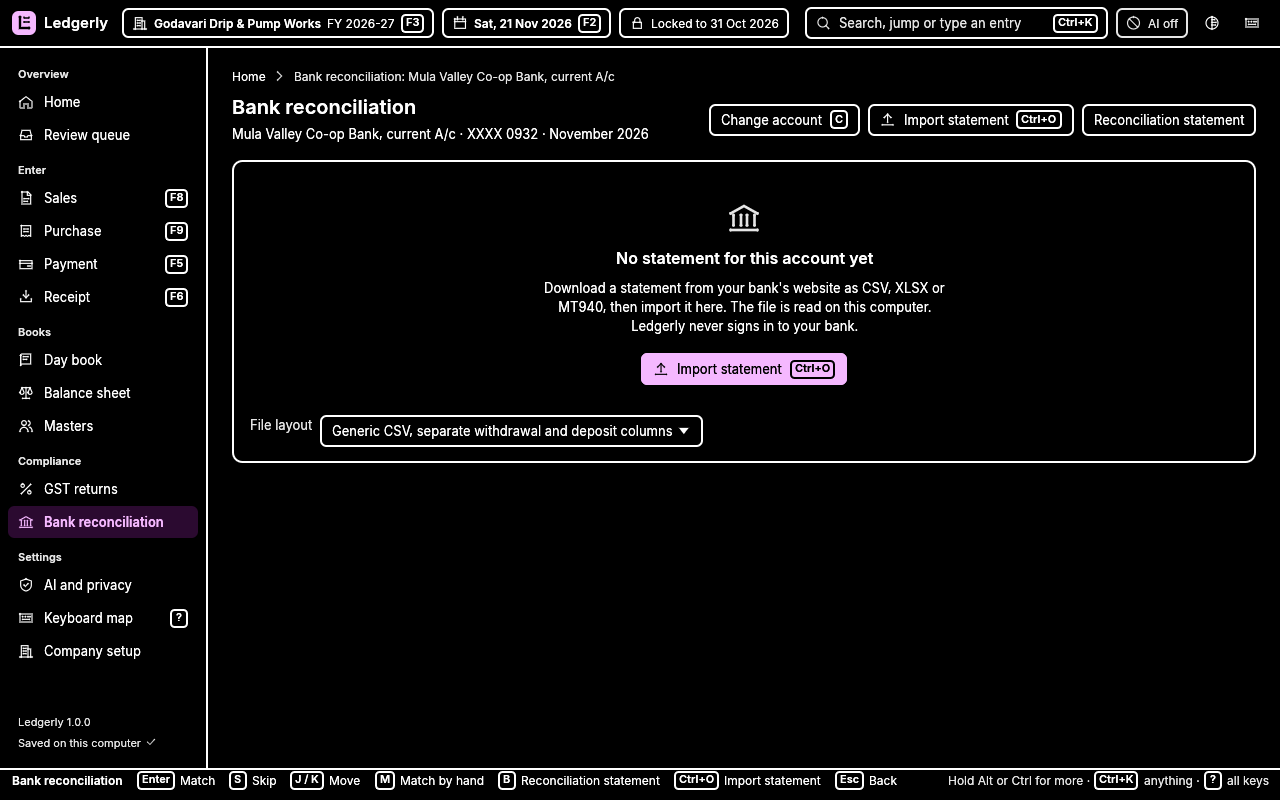 Ledgerly
Godavari Drip & Pump Works FY 2026-27 F3
Sat, 21 Nov 2026 F2
Locked to 31 Oct 2026
Search, jump or type an entry Ctrl+K
AI off
Overview
Home
Review queue
Enter
Sales F8
Purchase F9
Payment F5
Receipt F6
Books
Day book
Balance sheet
Masters
Compliance
GST returns
Bank reconciliation
Settings
AI and privacy
Keyboard map ?
Company setup
Ledgerly 1.0.0
Saved on this computer
Home > Bank reconciliation: Mula Valley Co-op Bank, current A/c
Bank reconciliation
Mula Valley Co-op Bank, current A/c · XXXX 0932 · November 2026
Change account C
Import statement Ctrl+O
Reconciliation statement
No statement for this account yet
Download a statement from your bank's website as CSV, XLSX or
MT940, then import it here. The file is read on this computer.
Ledgerly never signs in to your bank.
Import statement Ctrl+O
File layout Generic CSV, separate withdrawal and deposit columns
Bank reconciliation Enter Match S Skip J / K Move M Match by hand B Reconciliation statement Ctrl+O Import statement Esc Back Hold Alt or Ctrl for more · Ctrl+K anything · ? all keys